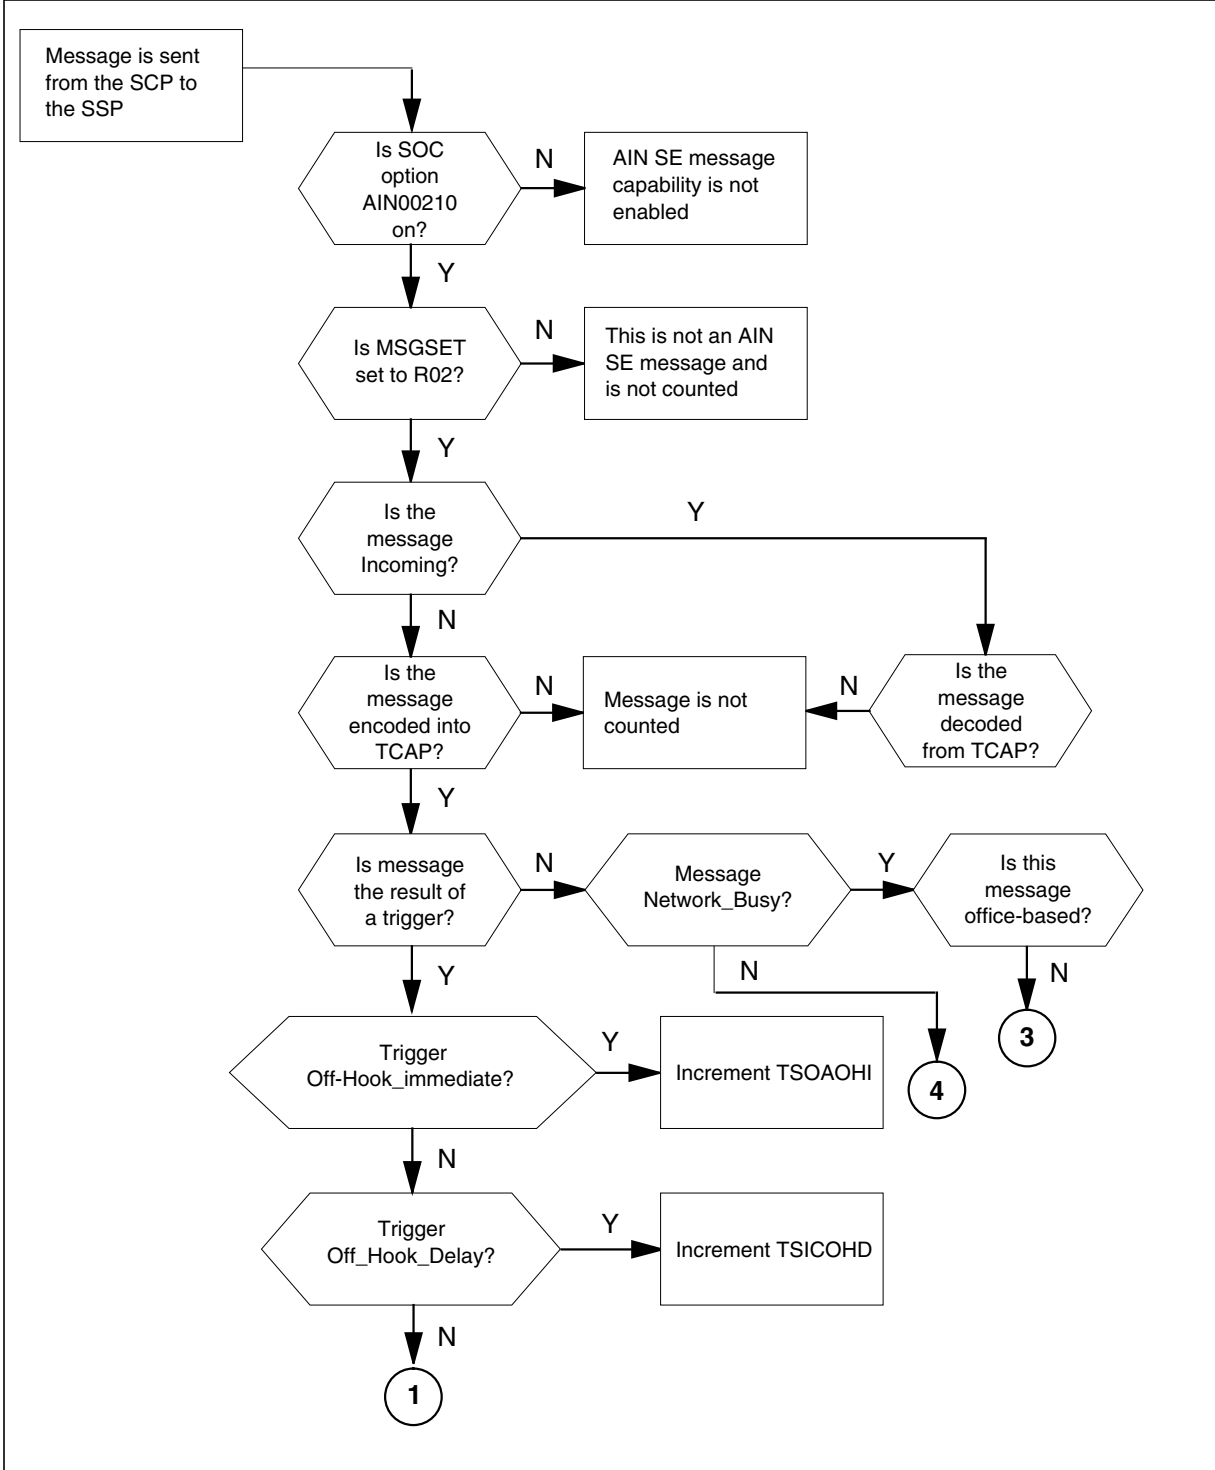 Message is sent
from the SCP to
the SSP
Is SOC
option
AIN00210
on?
N
AIN SE message
capability is not
enabled
Y
Is MSGSET
set to R02?
N
This is not an AIN
SE message and
is not counted
Y
Is the
message
Incoming?
Y
N
Is the
message
encoded into
TCAP?
N
Message is not
counted
N
Is the
message
decoded
from TCAP?
Y
Is message
the result of
a trigger?
N
Message
Network_Busy?
Y
Is this
message
office-based?
Y
N
N
3
4
Trigger
Off-Hook_immediate?
Y
Increment TSOAOHI
N
Trigger
Off_Hook_Delay?
Y
Increment TSICOHD
N
1